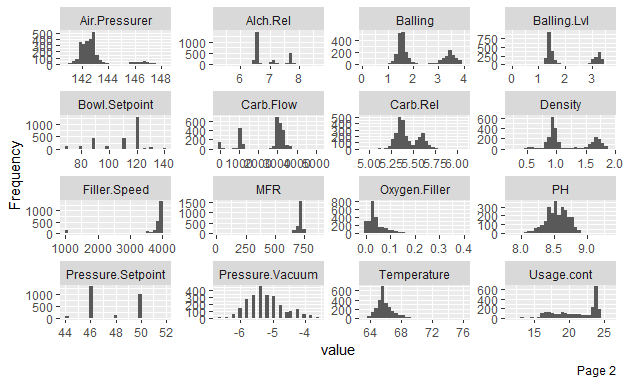 Air.Pressurer Alch.Rel Balling Balling.Lvl
500 400 300 200 100 0
1000 500 0
400 200 0
750 500 250 0
142 144 146 148
6 7 8
0 1 2 3 4
0 1 2 3
Bowl.Setpoint Carb.Flow Carb.Rel Density
1000 500 0
600 400 200 0
500 400 300 200 100 0
600 400 200 0
80 100 120 140
0 1000 2000 3000 4000 5000
5.00 5.25 5.50 5.75 6.00
0.5 1.0 1.5 2.0
Filler.Speed MFR Oxygen.Filler PH
1500 1000 500 0
1500 1000 500 0
800 600 400 200 0
300 200 100 0
1000 2000 3000 4000
0 250 500 750
0.0 0.1 0.2 0.3 0.4
8.0 8.5 9.0
Pressure.Setpoint Pressure.Vacuum Temperature Usage.cont
1000 500 0
400 300 200 100 0
600 400 200 0
600 400 200 0
44 46 48 50 52
-6 -5 -4
64 68 72 76
15 20 25
Frequency
value
Page 2